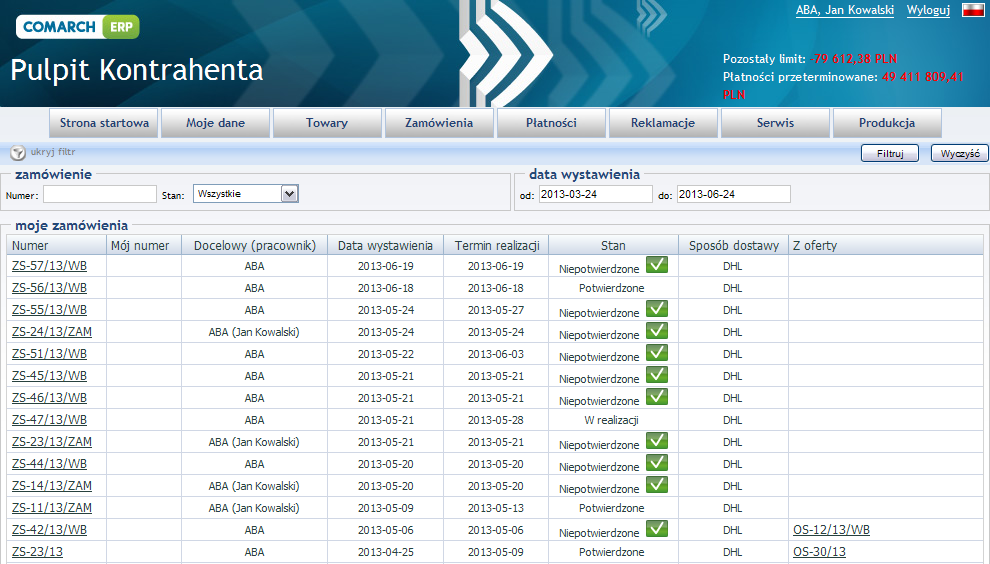 ABA, Jan Kowalski Wyloguj
COMARCH ERP
Pulpit Kontrahenta
Pozostały limit: -79 612,38 PLN
Płatności przeterminowane: 49 411 809,41
PLN
Strona startowa Moje dane Towary Zamówienia Płatności Reklamacje Serwis Produkcja
ukryj filtr Filtruj Wyczyść
zamówienie data wystawienia
Numer: Stan: Wszystkie od: 2013-03-24 do: 2013-06-24
moje zamówienia
Numer Mój numer Docelowy (pracownik) Data wystawienia Termin realizacji Stan Sposób dostawy Z oferty
ZS-57/13/WB ABA 2013-06-19 2013-06-19 Niepotwierdzone DHL
ZS-56/13/WB ABA 2013-06-18 2013-06-18 Potwierdzone DHL
ZS-55/13/WB ABA 2013-05-24 2013-05-27 Niepotwierdzone DHL
ZS-24/13/ZAM ABA (Jan Kowalski) 2013-05-24 2013-05-24 Niepotwierdzone DHL
ZS-51/13/WB ABA 2013-05-22 2013-06-03 Niepotwierdzone DHL
ZS-45/13/WB ABA 2013-05-21 2013-05-21 Niepotwierdzone DHL
ZS-46/13/WB ABA 2013-05-21 2013-05-21 Niepotwierdzone DHL
ZS-47/13/WB ABA 2013-05-21 2013-05-28 W realizacji DHL
ZS-23/13/ZAM ABA (Jan Kowalski) 2013-05-21 2013-05-21 Niepotwierdzone DHL
ZS-44/13/WB ABA 2013-05-20 2013-05-20 Niepotwierdzone DHL
ZS-14/13/ZAM ABA (Jan Kowalski) 2013-05-20 2013-05-20 Niepotwierdzone DHL
ZS-11/13/ZAM ABA (Jan Kowalski) 2013-05-09 2013-05-13 Potwierdzone DHL
ZS-42/13/WB ABA 2013-05-06 2013-05-06 Niepotwierdzone DHL OS-12/13/WB
ZS-23/13 ABA 2013-04-25 2013-05-09 Potwierdzone DHL OS-30/13